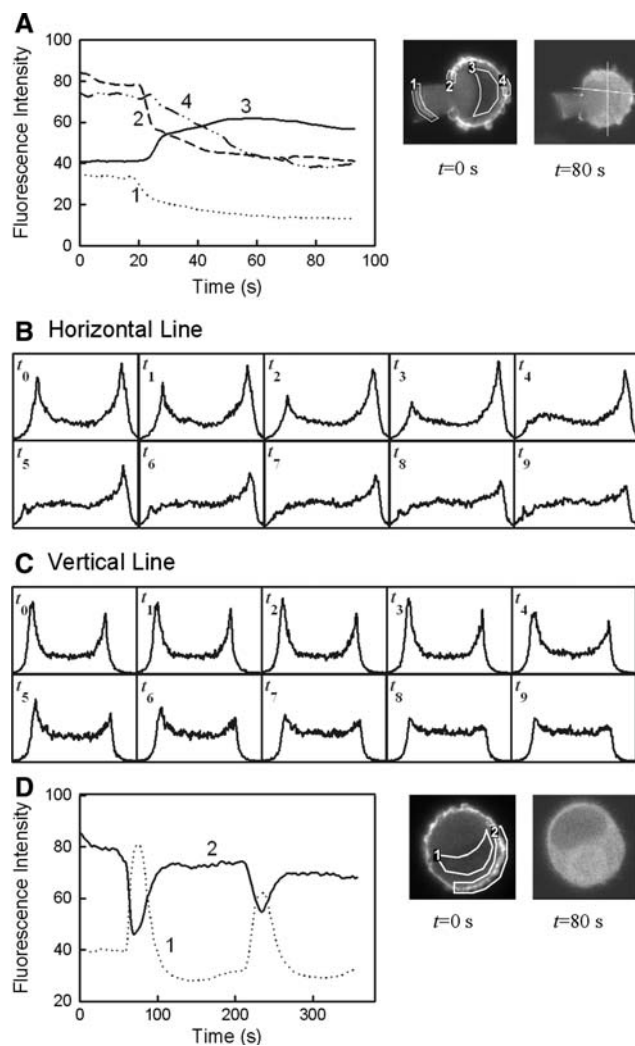 A
Fluorescence Intensity
100
80
60
40
20
0
0 20 40 60 80 100
Time (s)
1
2
3
4
1 2 3 4
t=0 s
t=80 s
B Horizontal Line
t0 t1 t2 t3 t4
t5 t6 t7 t8 t9
C Vertical Line
t0 t1 t2 t3 t4
t5 t6 t7 t8 t9
D
Fluorescence Intensity
100
80
60
40
20
0 100 200 300
Time (s)
2
1
1 2
t=0 s
t=80 s